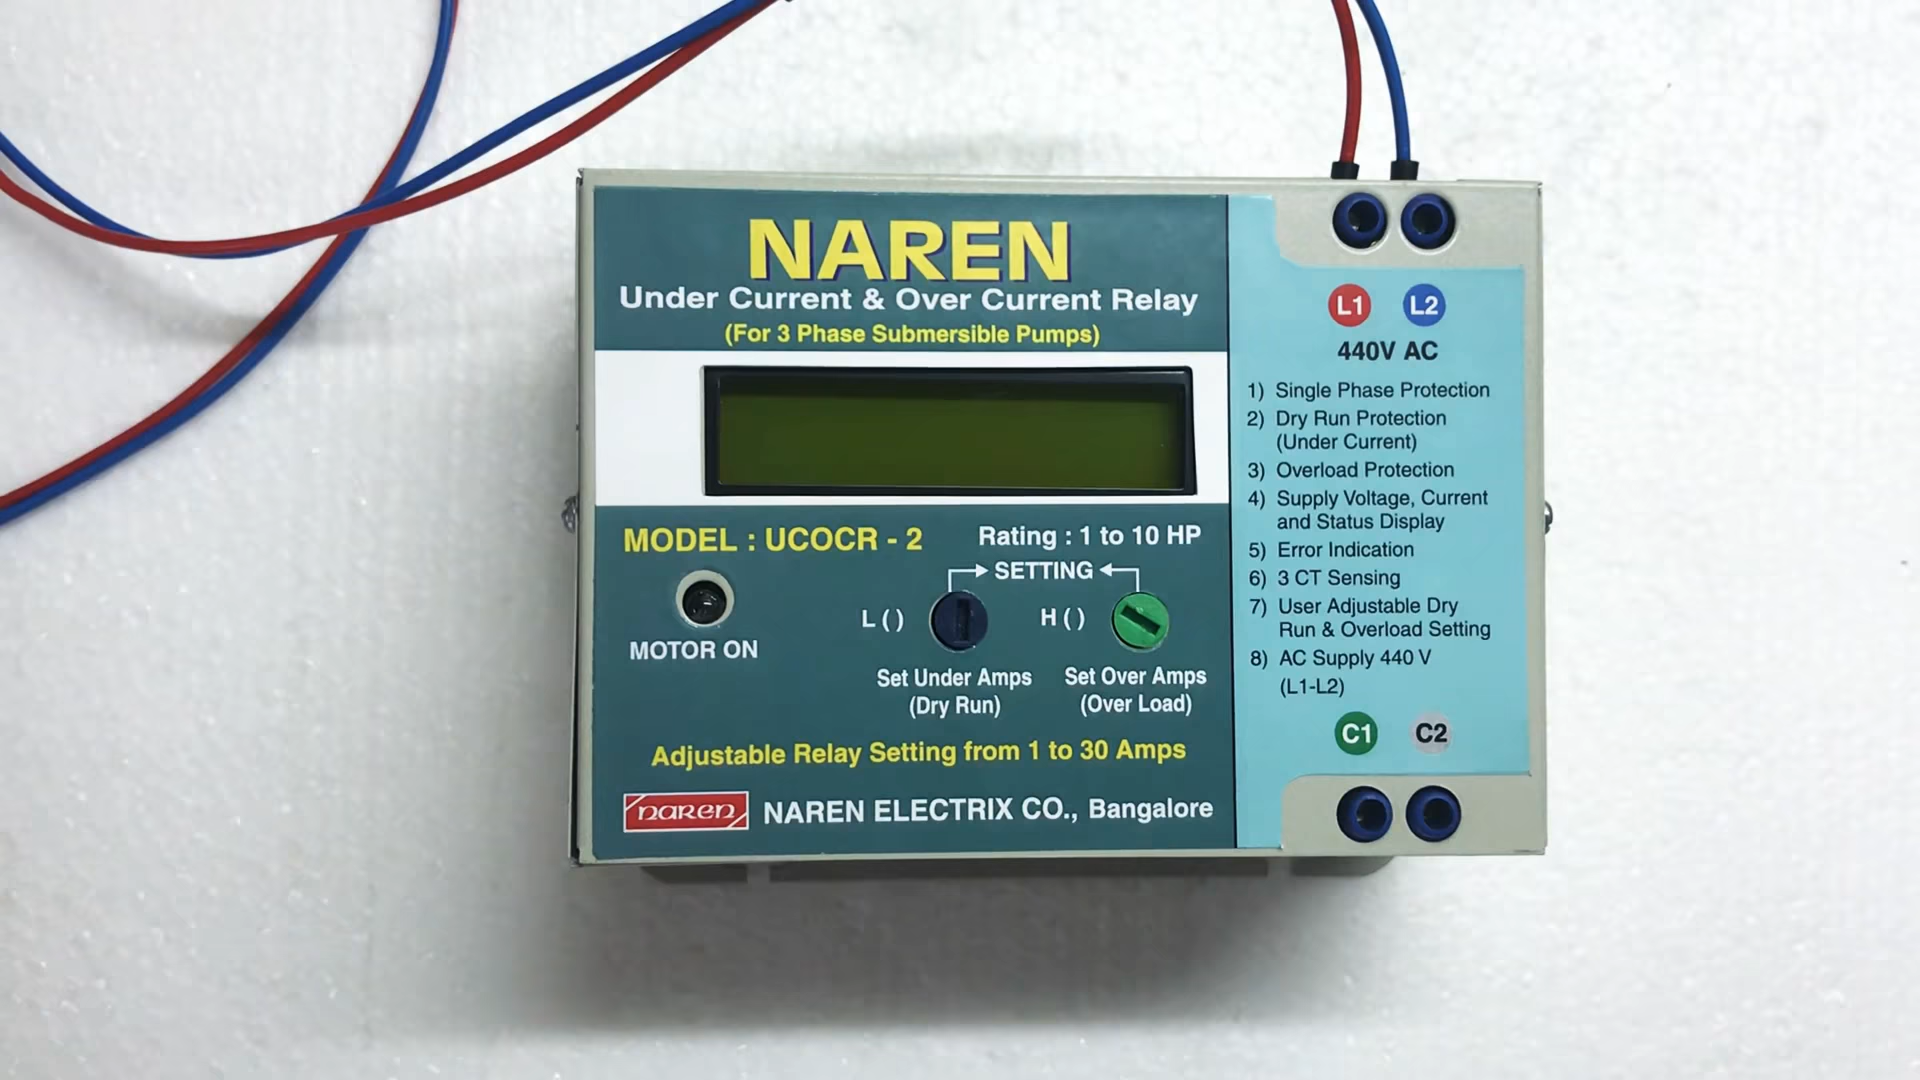 NAREN
Under Current & Over Current Relay
(For 3 Phase Submersible Pumps)
MODEL : UCOCR - 2
Rating : 1 to 10 HP
SETTING
L ( )
H ( )
MOTOR ON
Set Under Amps
(Dry Run)
Set Over Amps
(Over Load)
Adjustable Relay Setting from 1 to 30 Amps
naren
NAREN ELECTRIX CO., Bangalore
L1 L2
440V AC
1) Single Phase Protection
2) Dry Run Protection
(Under Current)
3) Overload Protection
4) Supply Voltage, Current
and Status Display
5) Error Indication
6) 3 CT Sensing
7) User Adjustable Dry
Run & Overload Setting
8) AC Supply 440 V
(L1-L2)
C1 C2